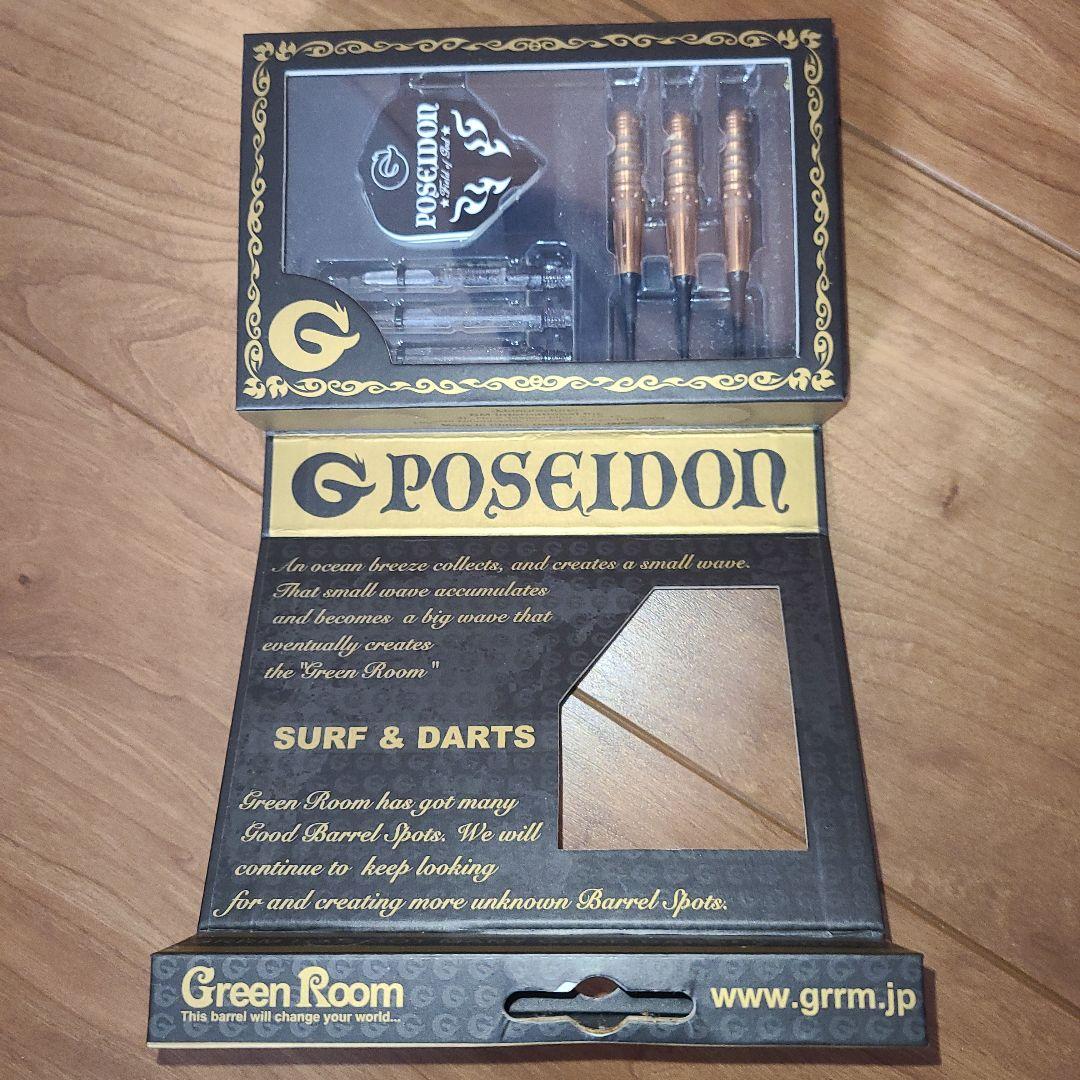 POSEIDON
★Field of God★
G
POSEIDON
An ocean breeze collects, and creates a small wave.
That small wave accumulates
and becomes a big wave that
eventually creates
the "Green Room"
SURF & DARTS
Green Room has got many
Good Barrel Spots. We will
continue to keep looking
for and creating more unknown Barrel Spots.
Green Room
This barrel will change your world...
www.grrm.jp